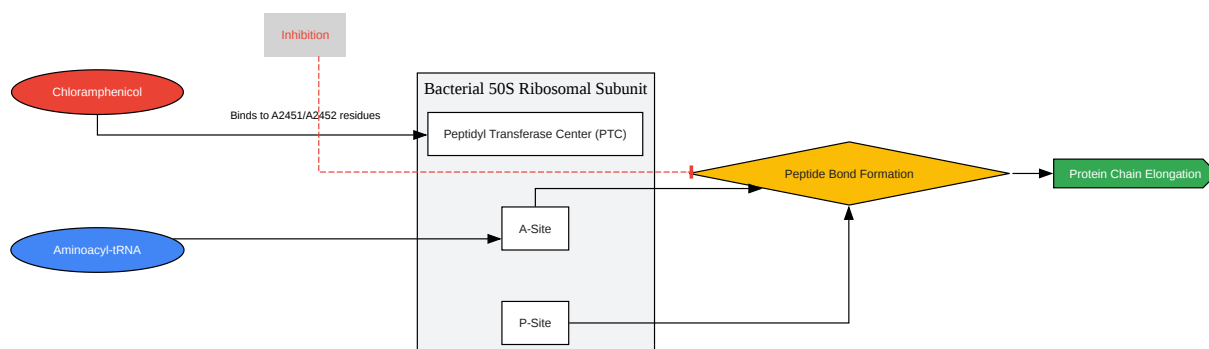 Inhibition
Bacterial 50S Ribosomal Subunit
Chloramphenicol
Binds to A2451/A2452 residues
Peptidyl Transferase Center (PTC)
Peptide Bond Formation
Protein Chain Elongation
A-Site
Aminoacyl-tRNA
P-Site